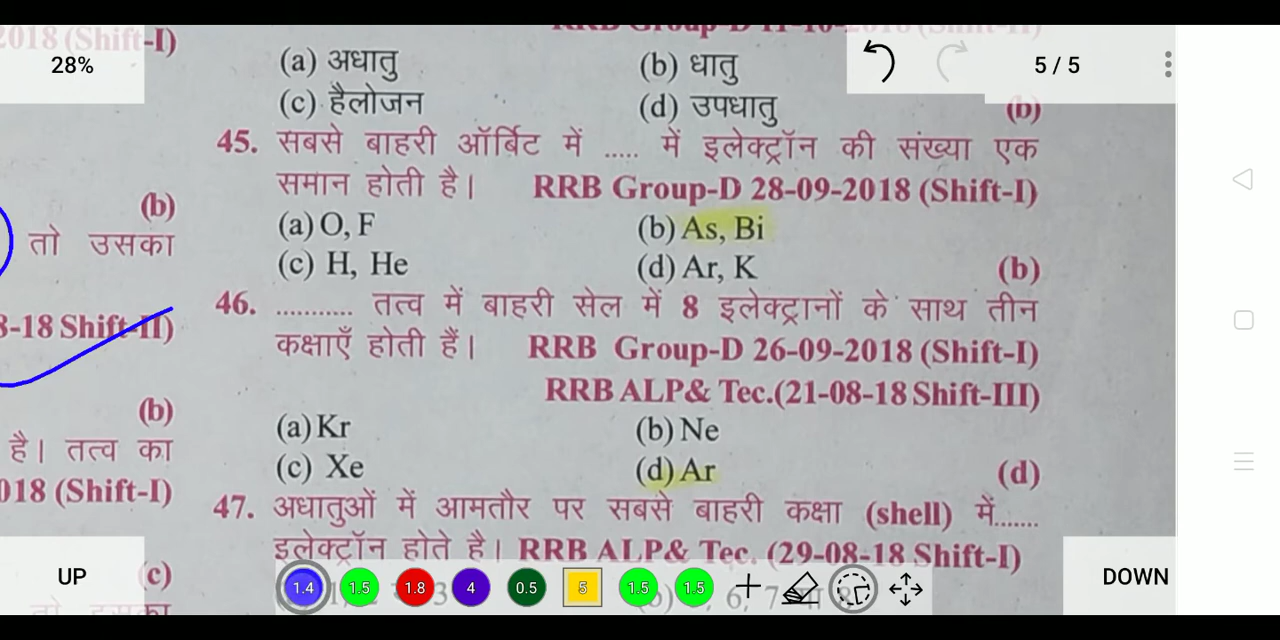 2018 (Shift-I)
28%
5 / 5
(a) अधातु (b) धातु
(c) हैलोजन (d) उपधातु (b)
45. सबसे बाहरी ऑर्बिट में ..... में इलेक्ट्रॉन की संख्या एक
समान होती है। RRB Group-D 28-09-2018 (Shift-I)
(a) O, F (b) As, Bi
(c) H, He (d) Ar, K (b)
46. ............ तत्व में बाहरी सेल में 8 इलेक्ट्रानों के साथ तीन
कक्षाएँ होती हैं। RRB Group-D 26-09-2018 (Shift-I)
RRB ALP& Tec.(21-08-18 Shift-III)
(a) Kr (b) Ne
(c) Xe (d) Ar (d)
47. अधातुओं में आमतौर पर सबसे बाहरी कक्षा (shell) में.......
इलेक्ट्रॉन होते है। RRB ALP& Tec. (29-08-18 Shift-I)
(b)
तो उसका
8-18 Shift-II)
(b)
है। तत्व का
018 (Shift-I)
(c)
UP
DOWN
1.4 1.5 1.8 4 0.5 5 1.5 1.5